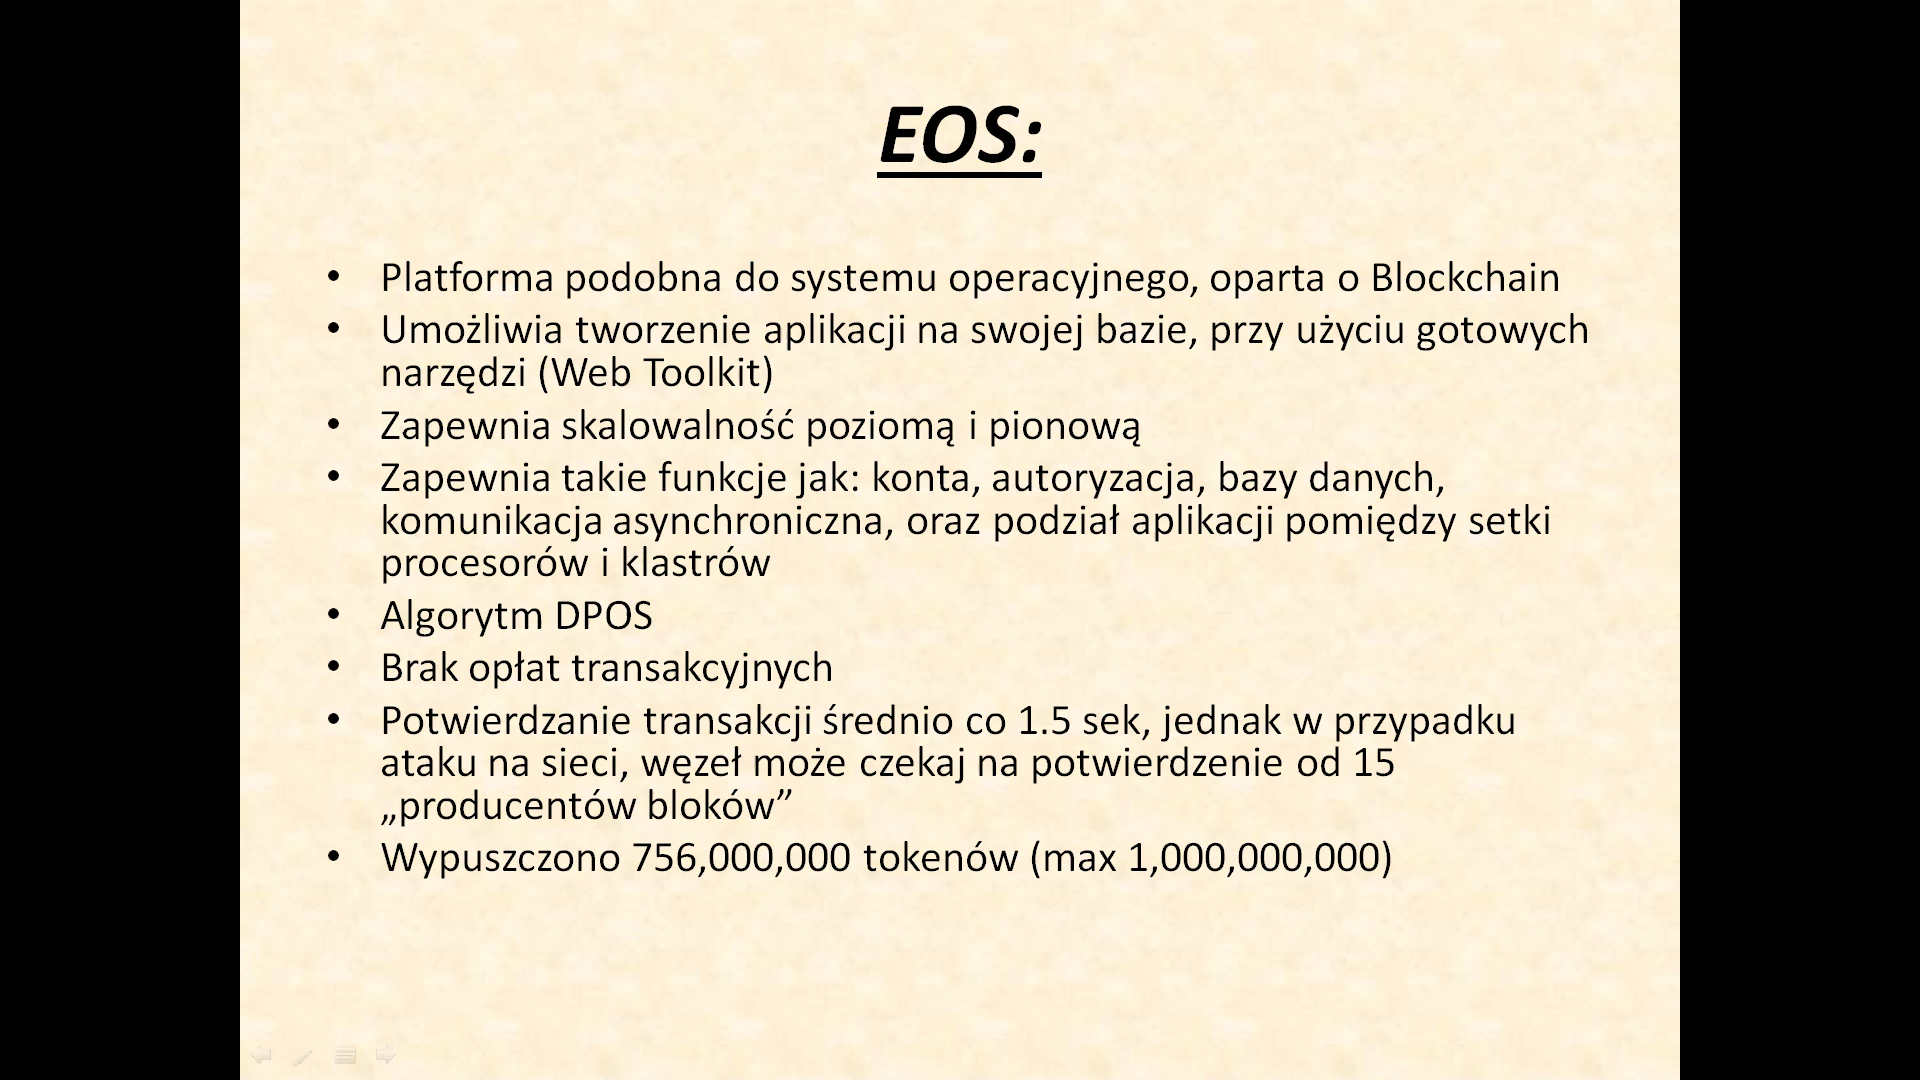 EOS:
• Platforma podobna do systemu operacyjnego, oparta o Blockchain
• Umożliwia tworzenie aplikacji na swojej bazie, przy użyciu gotowych
narzędzi (Web Toolkit)
• Zapewnia skalowalność poziomą i pionową
• Zapewnia takie funkcje jak: konta, autoryzacja, bazy danych,
komunikacja asynchroniczna, oraz podział aplikacji pomiędzy setki
procesorów i klastrów
• Algorytm DPOS
• Brak opłat transakcyjnych
• Potwierdzanie transakcji średnio co 1.5 sek, jednak w przypadku
ataku na sieci, węzeł może czekaj na potwierdzenie od 15
„producentów bloków”
• Wypuszczono 756,000,000 tokenów (max 1,000,000,000)